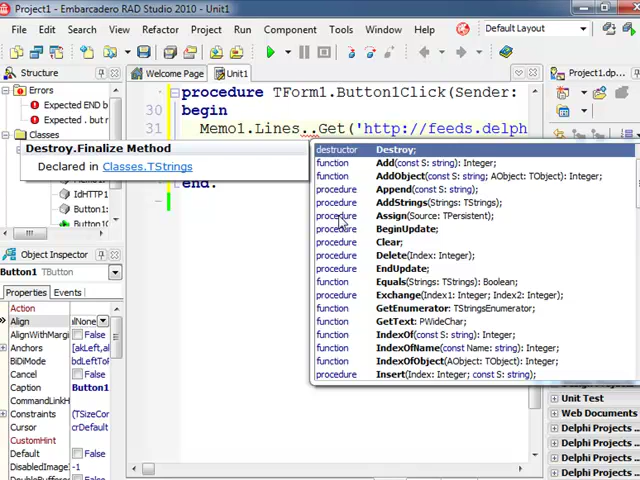 Project1 - Embarcadero RAD Studio 2010 - Unit1
File Edit Search View Refactor Project Run Component Tools Window Help
Default Layout
Structure
Welcome Page
Unit1
Project1.dp...
Errors
Expected END b
Expected ; but r
Classes
procedure TForm1.Button1Click(Sender:
30 begin
31 Memo1.Lines..Get('http://feeds.delph
Destroy.Finalize Method
Declared in Classes.TStrings
end.
destructor Destroy;
function Add(const S: string): Integer;
function AddObject(const S: string; AObject: TObject): Integer;
procedure Append(const S: string);
procedure AddStrings(Strings: TStrings);
procedure Assign(Source: TPersistent);
procedure BeginUpdate;
procedure Clear;
procedure Delete(Index: Integer);
procedure EndUpdate;
function Equals(Strings: TStrings): Boolean;
procedure Exchange(Index1: Integer; Index2: Integer);
function GetEnumerator: TStringsEnumerator;
function GetText: PWideChar;
function IndexOf(const S: string): Integer;
function IndexOfName(const Name: string): Integer;
function IndexOfObject(AObject: TObject): Integer;
procedure Insert(Index: Integer; const S: string);
Memo1:
IdHTTP1
Button1:
Object Inspector
Button1 TButton
Properties Events
Action
Align alNone
AlignWithMargin False
Anchors [akLeft,ak
BiDiMode bdLeftTo
Cancel False
Caption Button1
CommandLinkH
Constraints (TSizeCor
Cursor crDefault
CustomHint
Default False
DisabledImageI -1
Unit Test
Web Documents
Delphi Projects ...
Delphi Projects ...
Delphi Projects ...
Delphi Projects ...